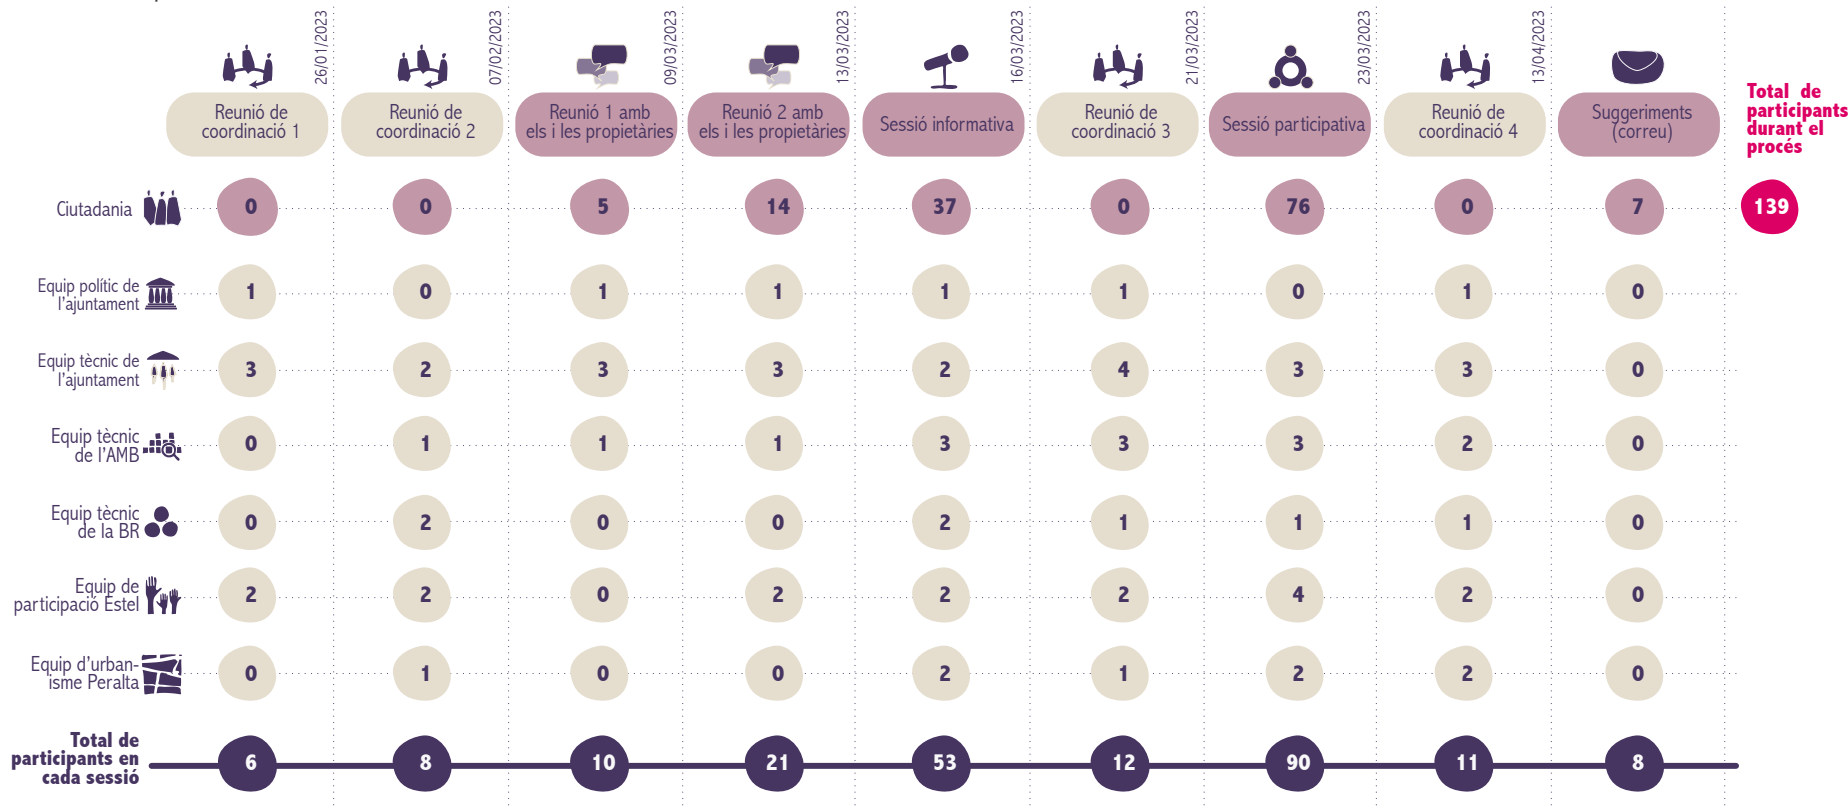 26/01/2023
07/02/2023
09/03/2023
13/03/2023
16/03/2023
21/03/2023
23/03/2023
13/04/2023
Reunió de
coordinació 1
Reunió de
coordinació 2
Reunió 1 amb
els i les propietàries
Reunió 2 amb
els i les propietàries
Sessió informativa
Reunió de
coordinació 3
Sessió participativa
Reunió de
coordinació 4
Suggeriments
(correu)
Total de
participants
durant el
procés
Ciutadania 0 0 5 14 37 0 76 0 7 139
Equip polític de
l'ajuntament 1 0 1 1 1 1 0 1 0
Equip tècnic de
l'ajuntament 3 2 3 3 2 4 3 3 0
Equip tècnic
de l'AMB 0 1 1 1 3 3 3 2 0
Equip tècnic
de la BR 0 2 0 0 2 1 1 1 0
Equip de
participació Estel 2 2 0 2 2 2 4 2 0
Equip d'urban-
isme Peralta 0 1 0 0 2 1 2 2 0
Total de
participants en
cada sessió 6 8 10 21 53 12 90 11 8